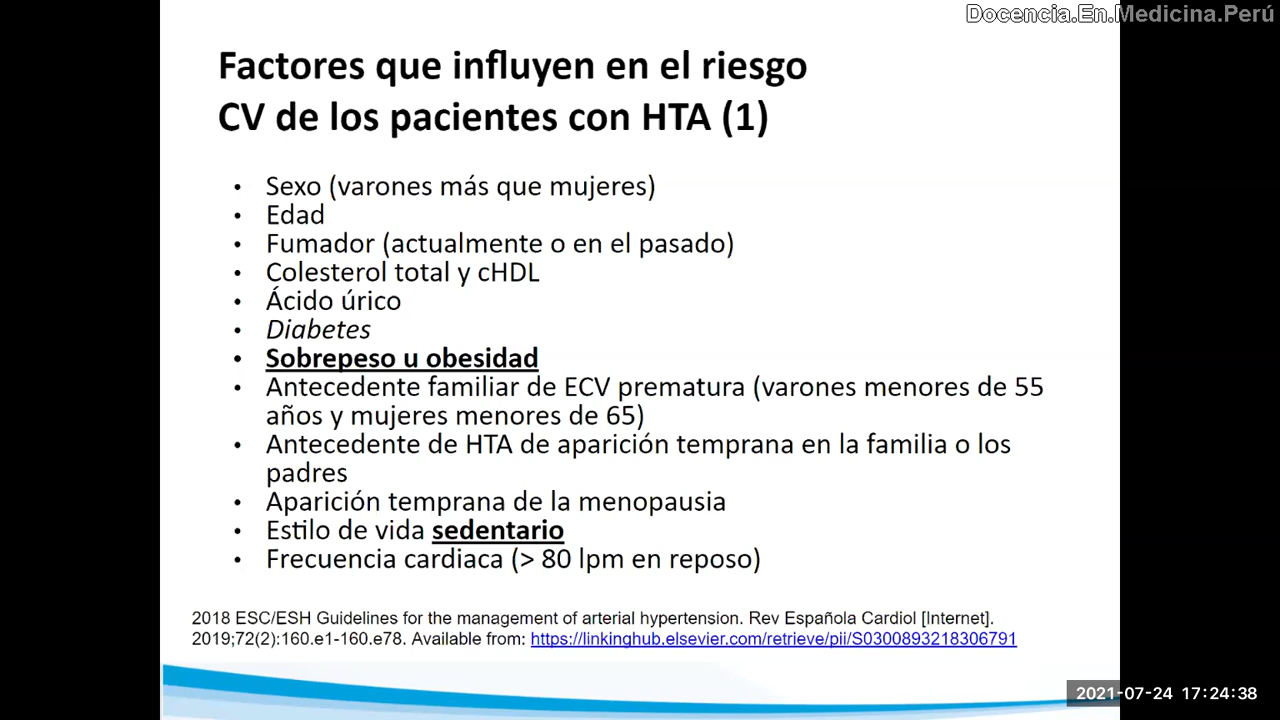 Docencia.En.Medicina.Perú
Factores que influyen en el riesgo
CV de los pacientes con HTA (1)
• Sexo (varones más que mujeres)
• Edad
• Fumador (actualmente o en el pasado)
• Colesterol total y cHDL
• Ácido úrico
• Diabetes
• Sobrepeso u obesidad
• Antecedente familiar de ECV prematura (varones menores de 55
años y mujeres menores de 65)
• Antecedente de HTA de aparición temprana en la familia o los
padres
• Aparición temprana de la menopausia
• Estilo de vida sedentario
• Frecuencia cardiaca (> 80 lpm en reposo)
2018 ESC/ESH Guidelines for the management of arterial hypertension. Rev Española Cardiol [Internet].
2019;72(2):160.e1-160.e78. Available from: https://linkinghub.elsevier.com/retrieve/pii/S0300893218306791
2021-07-24 17:24:38